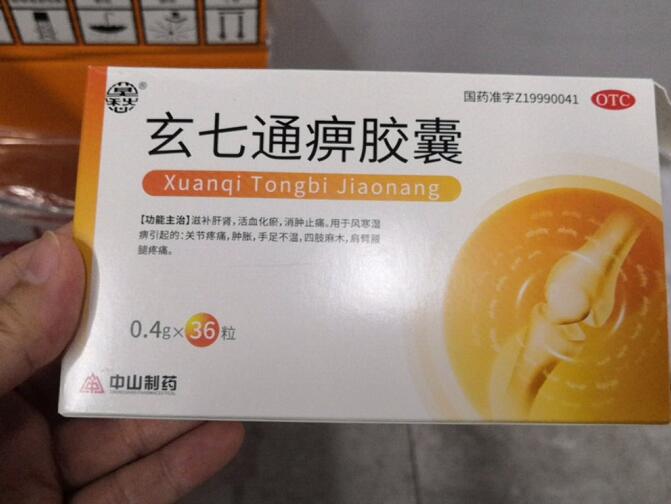 国药准字Z19990041 OTC
玄七通痹胶囊
Xuanqi Tongbi Jiaonang
【功能主治】滋补肝肾,活血化瘀,消肿止痛。用于风寒湿
痹引起的:关节疼痛,肿胀,手足不温,四肢麻木,肩臂腰
腿疼痛。
0.4g×36粒
中山制药